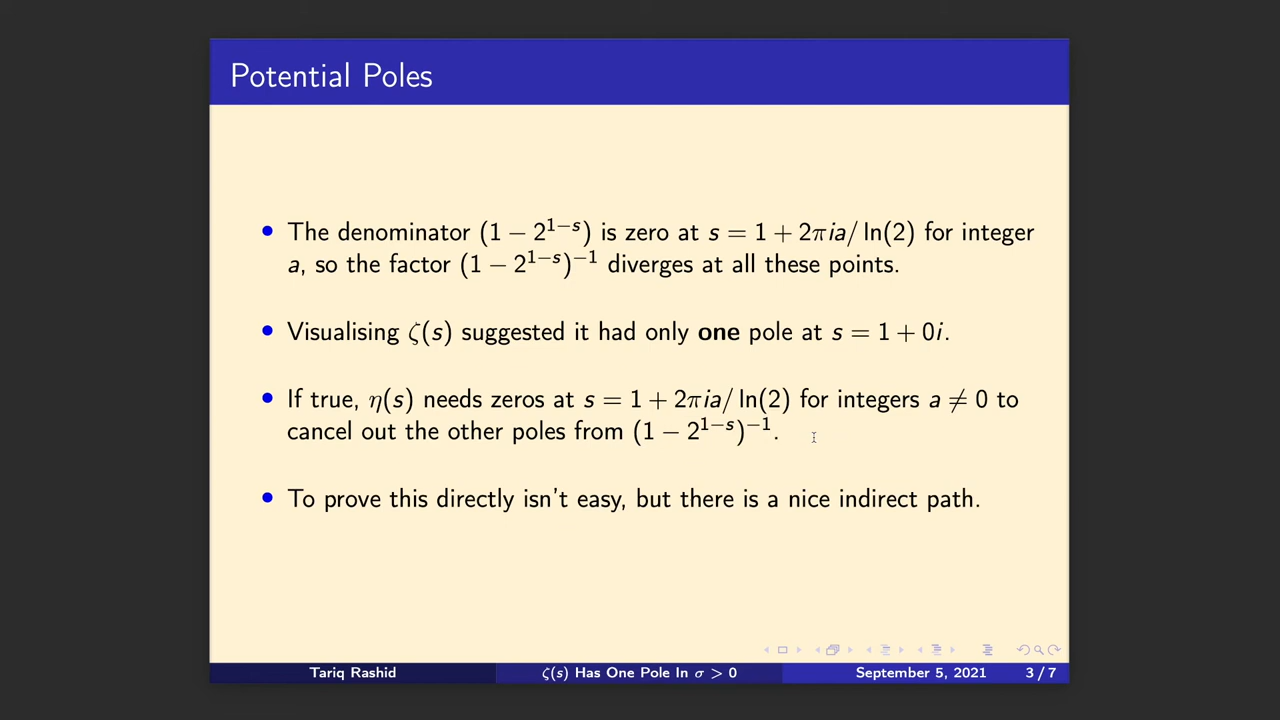 Potential Poles
• The denominator (1 − 2^{1−s}) is zero at s = 1 + 2πia/ ln(2) for integer
a, so the factor (1 − 2^{1−s})^{−1} diverges at all these points.
• Visualising ζ(s) suggested it had only one pole at s = 1 + 0i.
• If true, η(s) needs zeros at s = 1 + 2πia/ ln(2) for integers a ≠ 0 to
cancel out the other poles from (1 − 2^{1−s})^{−1}.
• To prove this directly isn't easy, but there is a nice indirect path.
Tariq Rashid ζ(s) Has One Pole In σ > 0 September 5, 2021 3 / 7